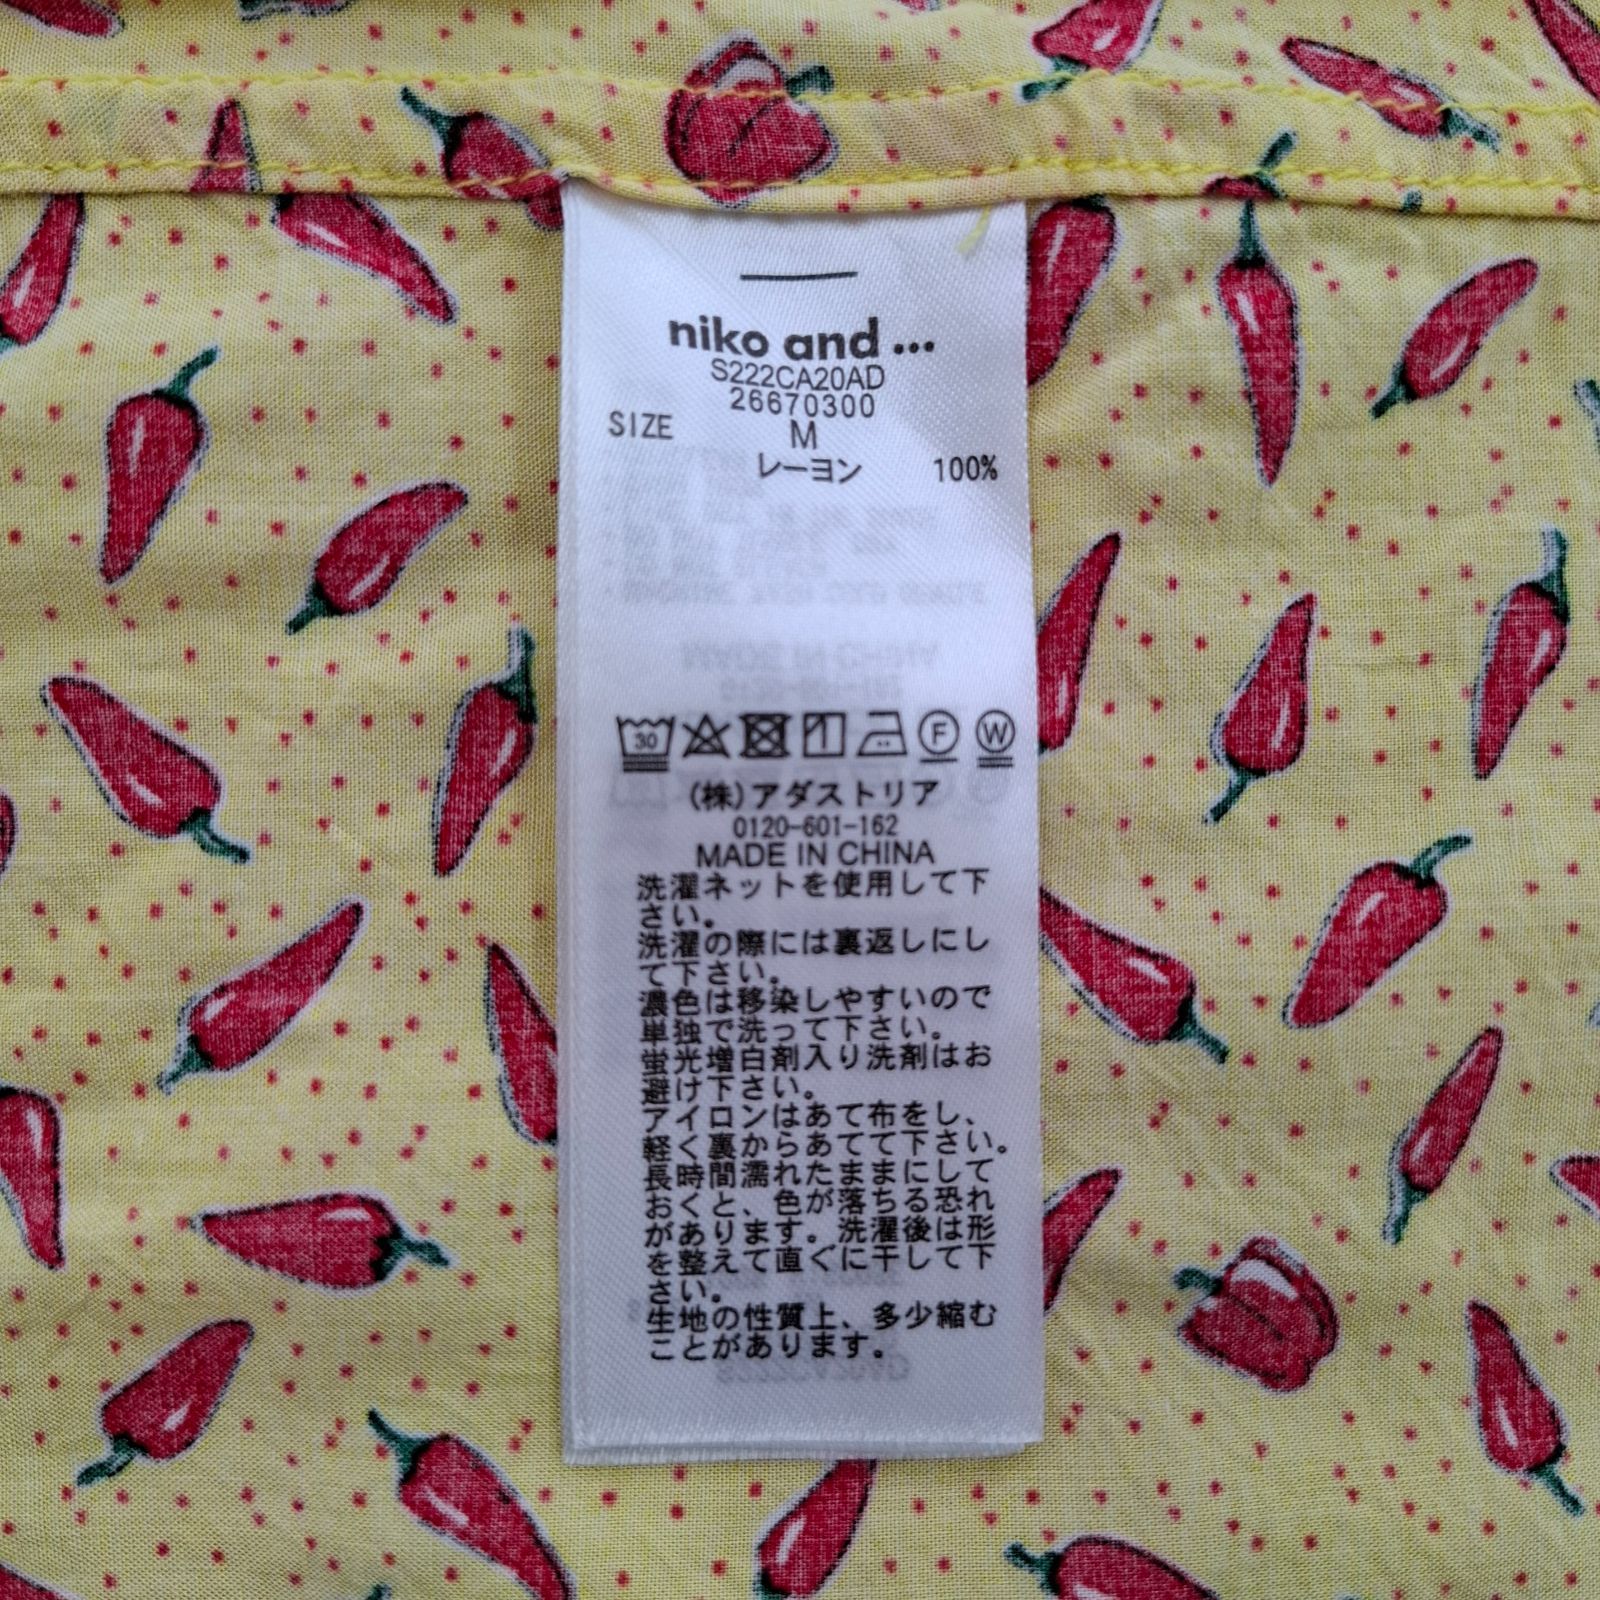 niko and ...
S222CA20AD
26670300
SIZE M
レーヨン 100%
30
F W
(株)アダストリア
0120-601-162
MADE IN CHINA
洗濯ネットを使用して下
さい。
洗濯の際には裏返しにし
て下さい。
濃色は移染しやすいので
単独で洗って下さい。
蛍光増白剤入り洗剤はお
避け下さい。
アイロンはあて布をし、
軽く裏からあてて下さい。
長時間濡れたままにして
おくと、色が落ちる恐れ
があります。洗濯後は形
を整えて直ぐに干して下
さい。
生地の性質上、多少縮む
ことがあります。